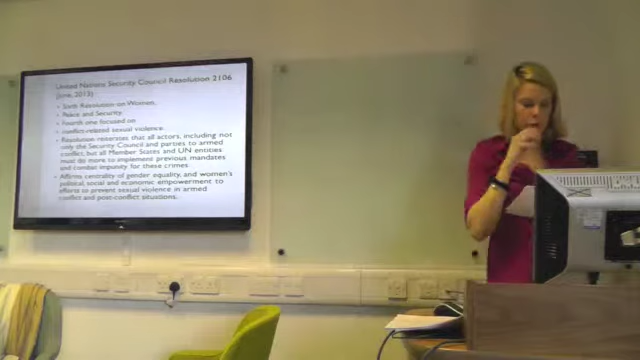 United Nations Security Council Resolution 2106
(June, 2013)
Sixth Resolution on Women,
Peace and Security.
Fourth one focused on
conflict-related sexual violence.
Resolution reiterates that all actors, including not
only the Security Council and parties to armed
conflict, but all Member States and UN entities
must do more to implement previous mandates
and combat impunity for these crimes.
Affirms centrality of gender equality, and women's
political, social and economic empowerment to
efforts to prevent sexual violence in armed
conflict and post-conflict situations.